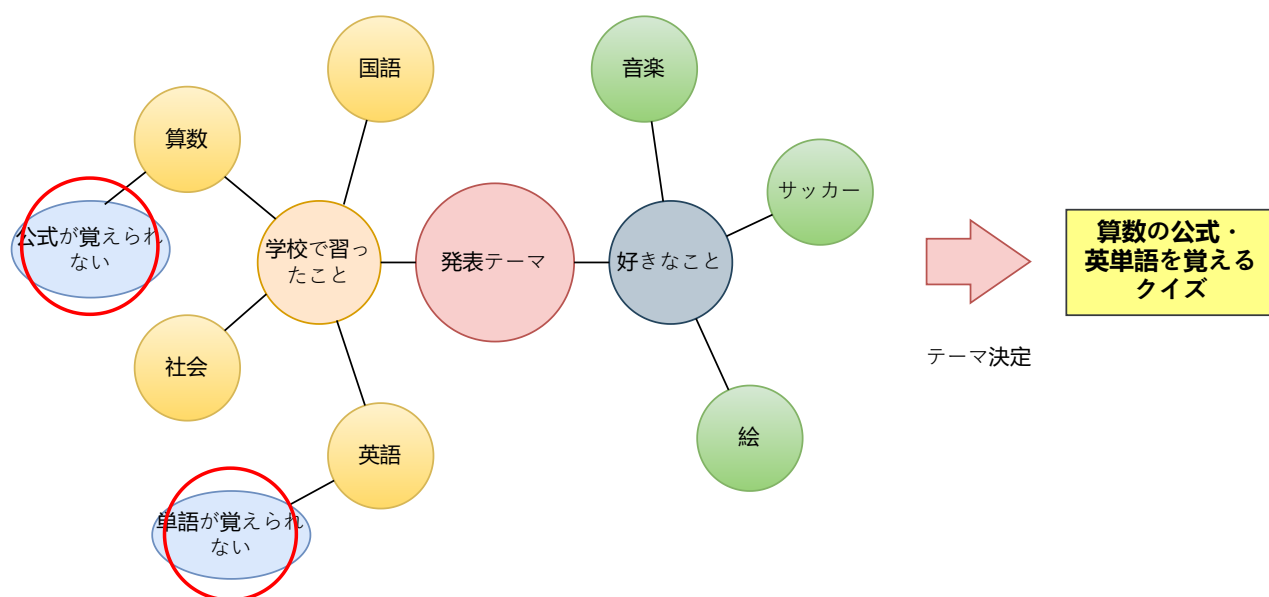 国語
音楽
算数
サッカー
公式が覚えられ
ない
学校で習っ
たこと
発表テーマ
好きなこと
算数の公式・
英単語を覚える
クイズ
テーマ決定
社会
英語
絵
単語が覚えられ
ない